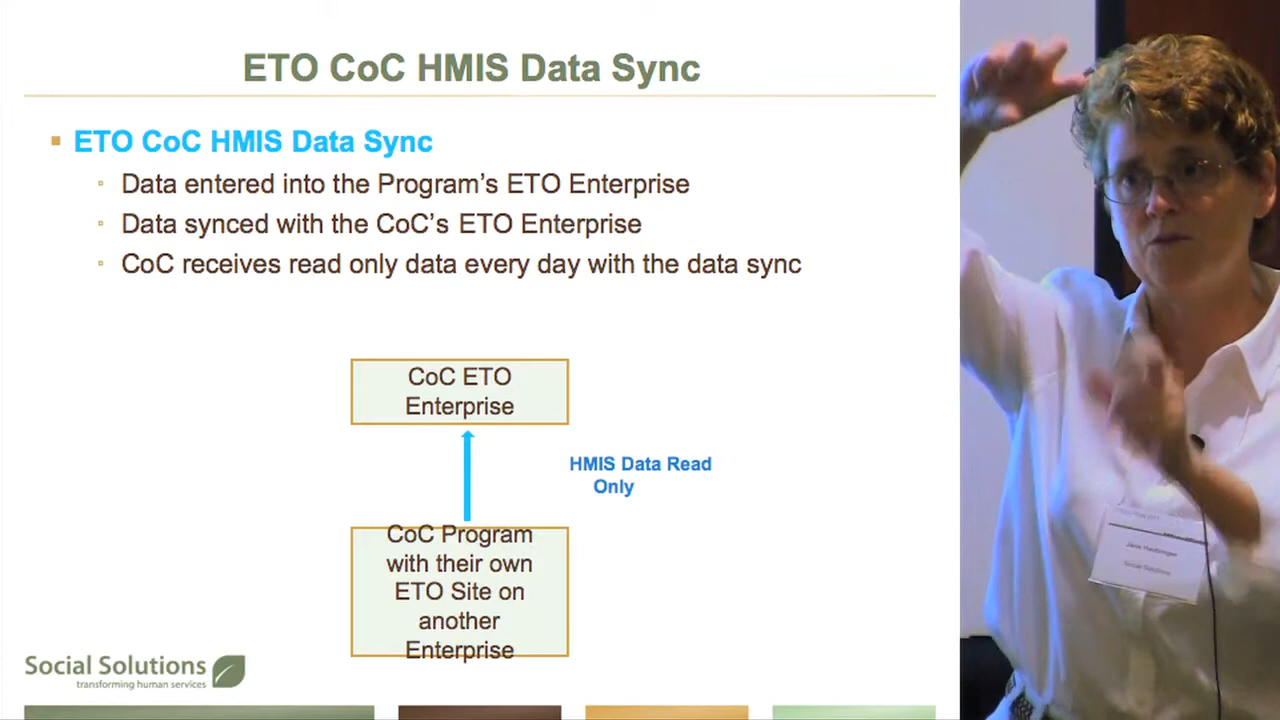 ETO CoC HMIS Data Sync
ETO CoC HMIS Data Sync
Data entered into the Program's ETO Enterprise
Data synced with the CoC's ETO Enterprise
CoC receives read only data every day with the data sync
CoC ETO
Enterprise
HMIS Data Read
Only
CoC Program
with their own
ETO Site on
another
Enterprise
Social Solutions
transforming human services
Social Solutions